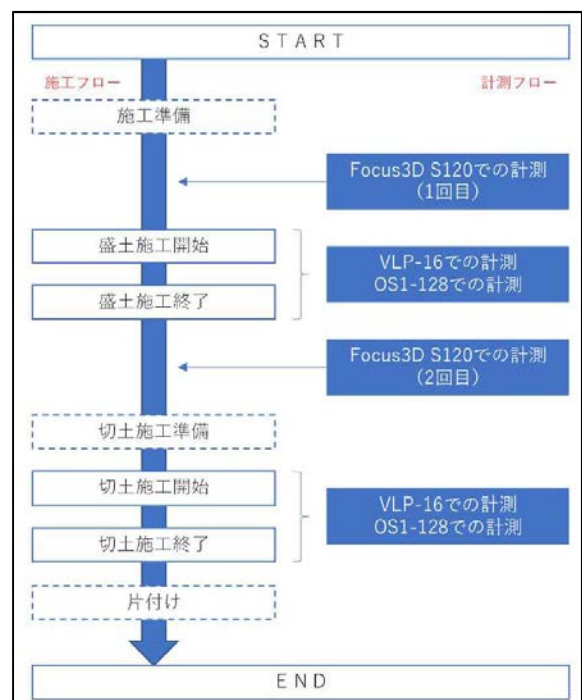 START
施工フロー
計測フロー
施工準備
Focus3D S120での計測
(1回目)
盛土施工開始
VLP-16での計測
OS1-128での計測
盛土施工終了
Focus3D S120での計測
(2回目)
切土施工準備
切土施工開始
VLP-16での計測
OS1-128での計測
切土施工終了
片付け
END